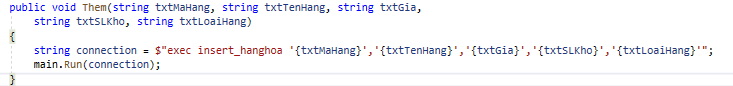 public void Them(string txtMaHang, string txtTenHang, string txtGia,
string txtSLKho, string txtLoaiHang)
{
string connection = $"exec insert_hanghoa '{txtMaHang}','{txtTenHang}','{txtGia}','{txtSLKho}','{txtLoaiHang}'";
main.Run(connection);
}